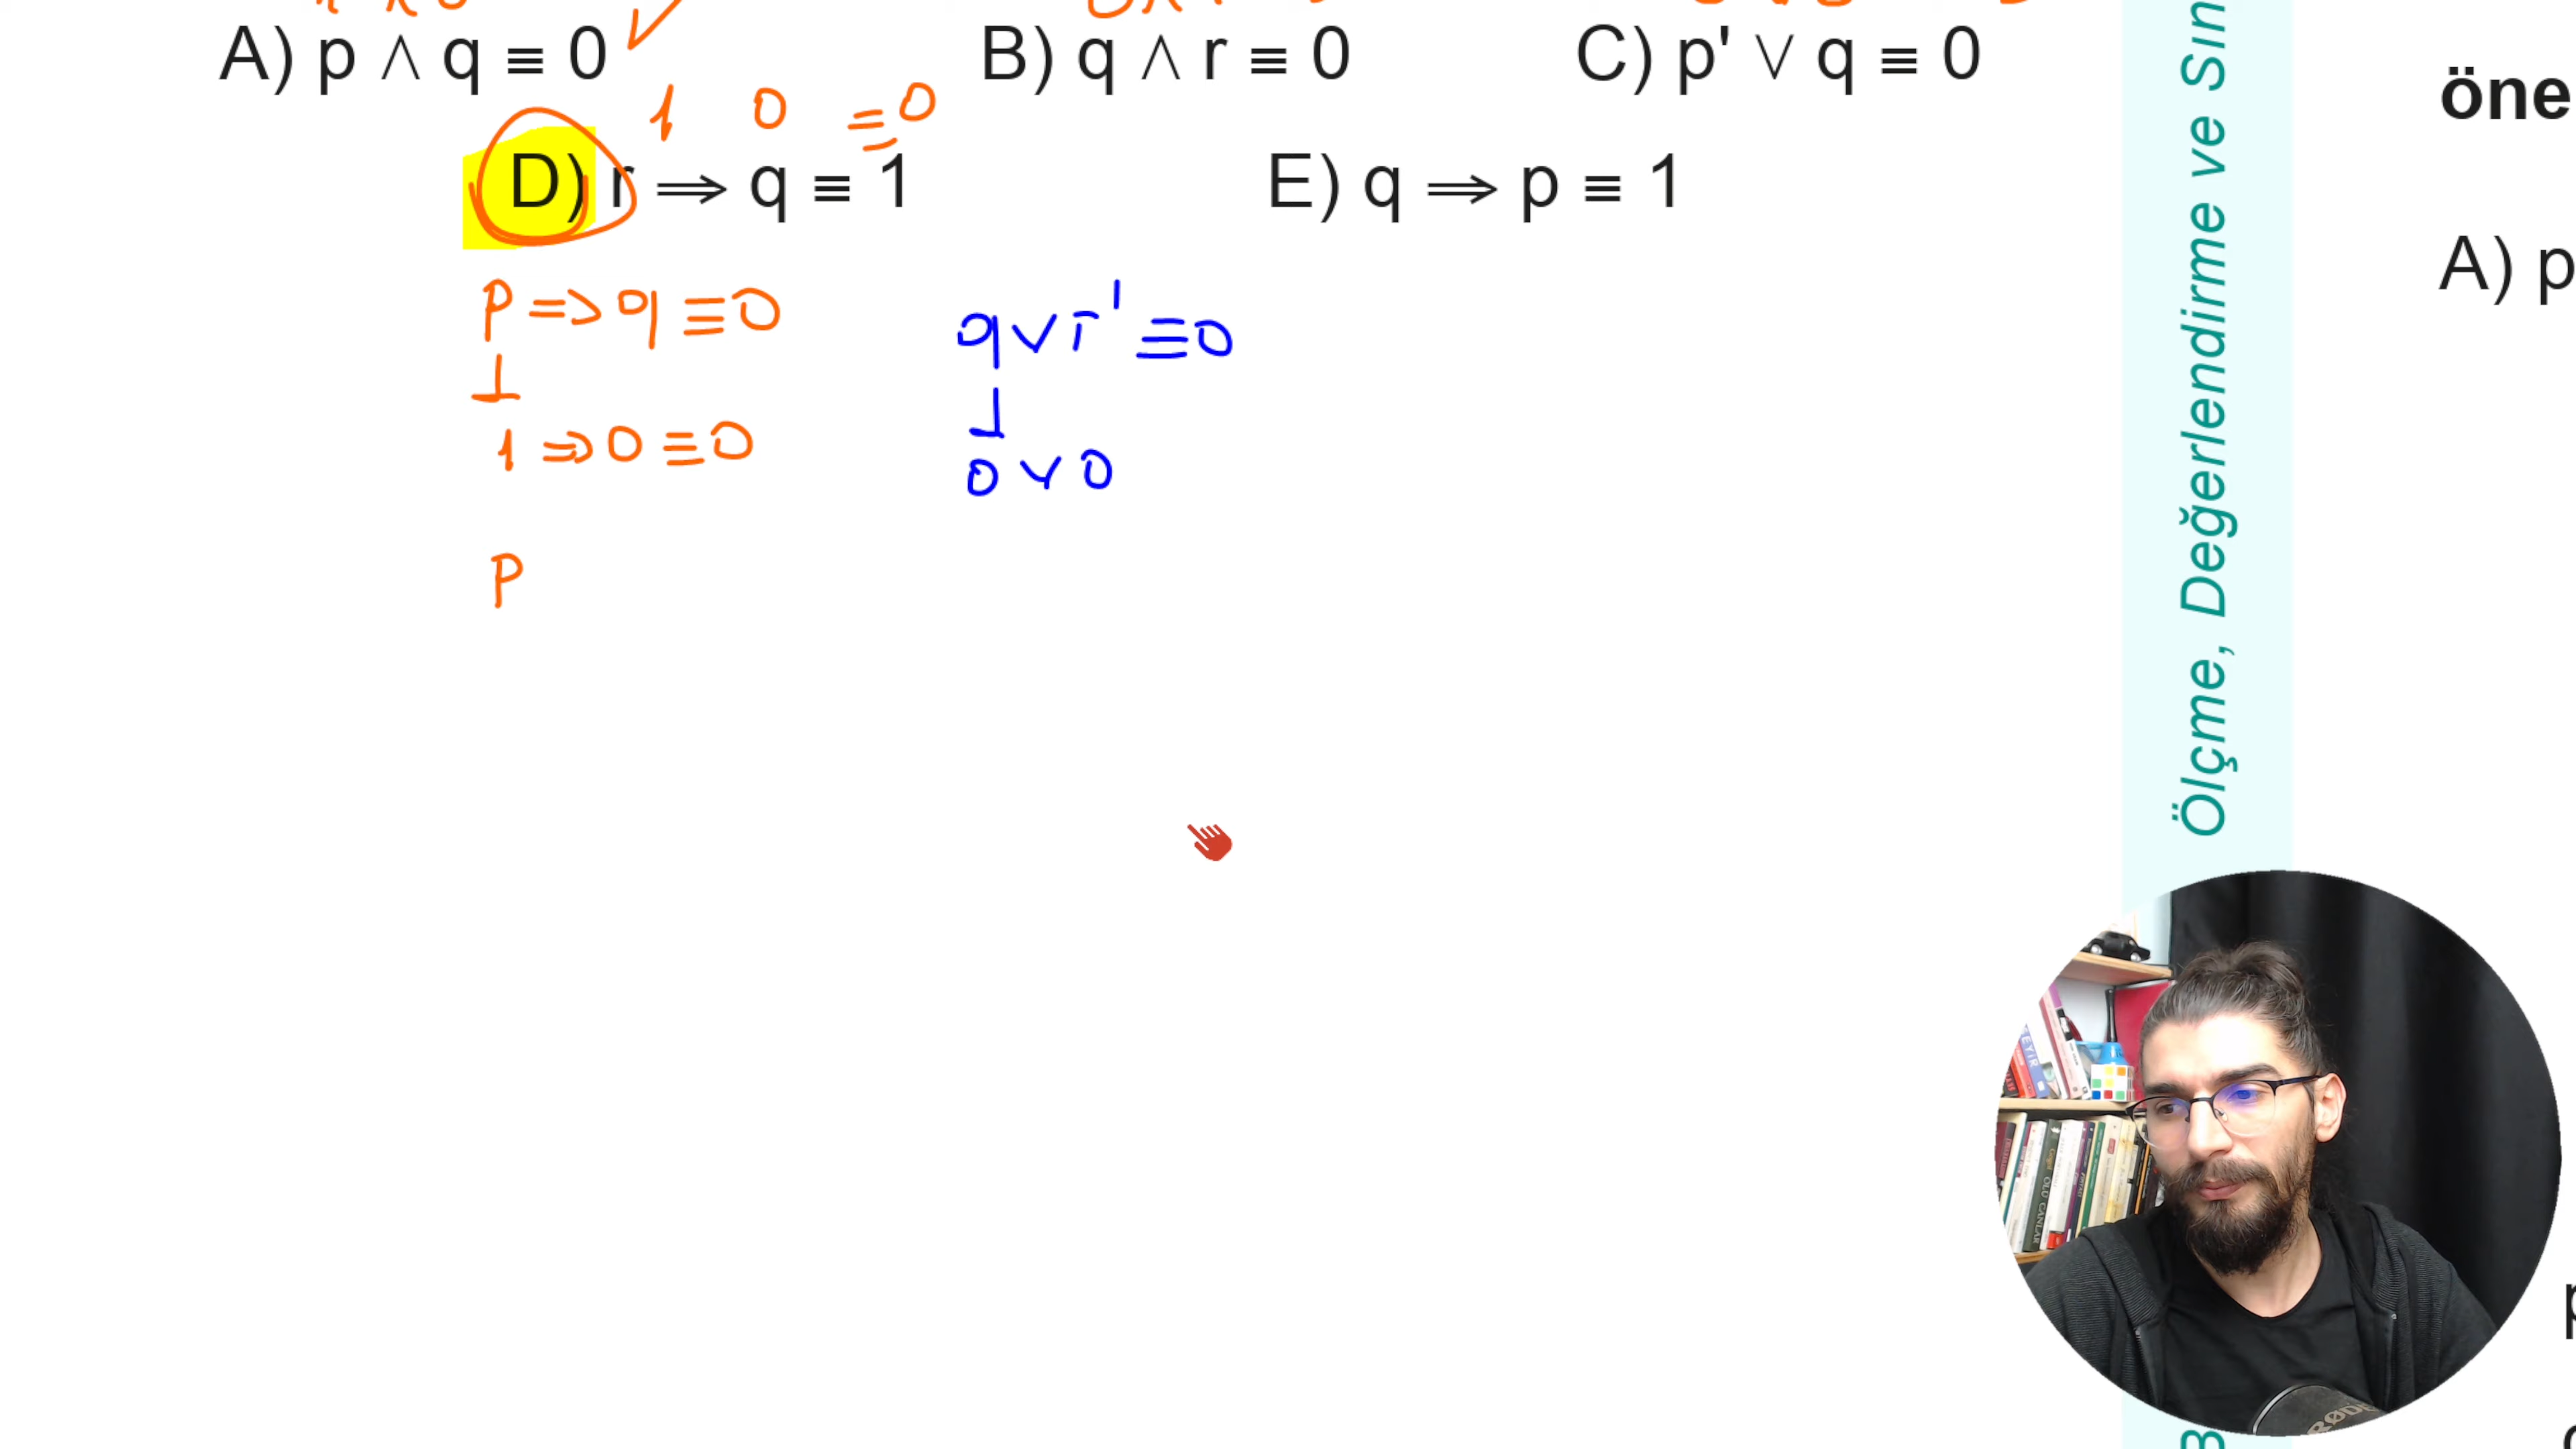 A) p ∧ q ≡ 0
B) q ∧ r ≡ 0
C) p' ∨ q ≡ 0
1 0 = 0
D) r ⇒ q ≡ 1
E) q ⇒ p ≡ 1
p => q ≡ 0
1 => 0 ≡ 0
p
q ∨ r' ≡ 0
0 ∨ 0
Ölçme, Değerlendirme ve Sın
öne
A) p